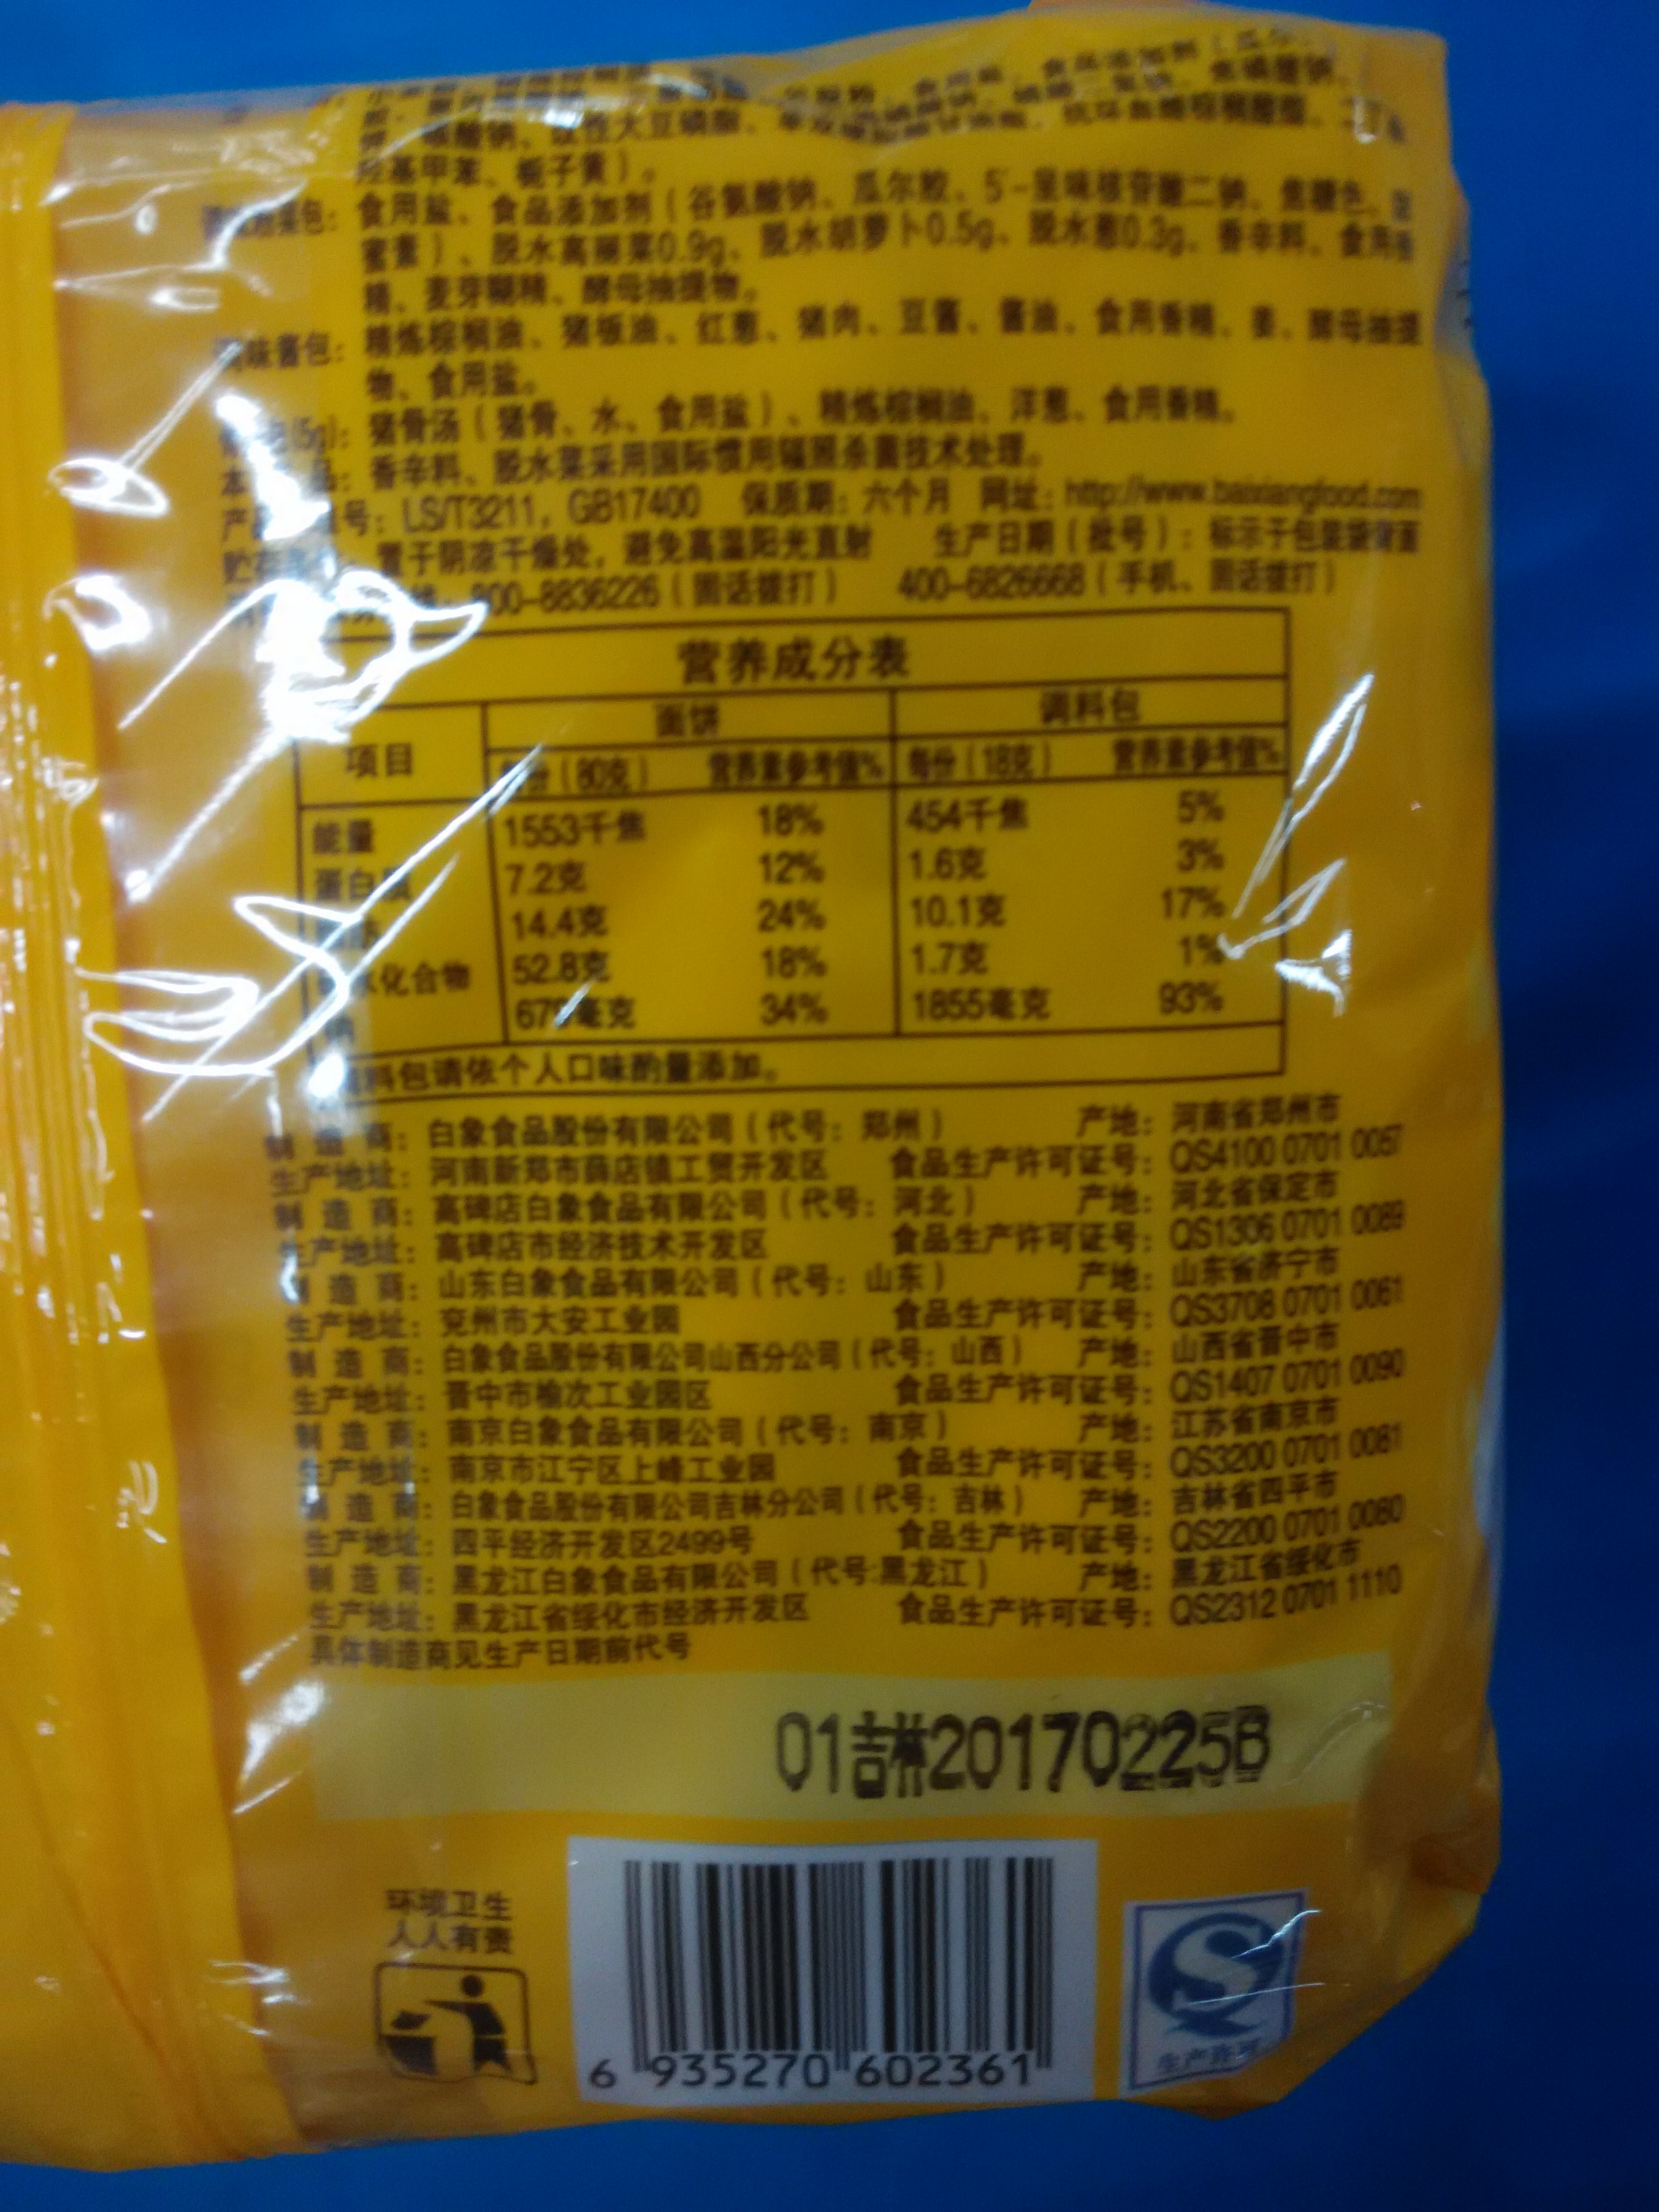 羟基甲苯、栀子黄）。
食用盐、食品添加剂（谷氨酸钠、瓜尔胶、5'-呈味核苷酸二钠、焦糖色、
蜜素）、脱水高丽菜0.9g、脱水胡萝卜0.5g、脱水葱0.3g、香辛料、食用香
精、麦芽糊精、酵母抽提物。
味酱包：精炼棕榈油、猪板油、红葱、猪肉、豆酱、酱油、食用香精、姜、酵母抽提
物、食用盐。
(5g)：猪骨汤（猪骨、水、食用盐）、精炼棕榈油、洋葱、食用香精。
本 品：香辛料、脱水菜采用国际惯用辐照杀菌技术处理。
产 号：LS/T3211，GB17400 保质期：六个月 网址：http://www.baixiangfood.com
贮 置于阴凉干燥处，避免高温阳光直射 生产日期（批号）：标示于包装袋背面
00-8836226（固话拨打） 400-6826668（手机、固话拨打）
营养成分表
项目 面饼 调料包
份（80克） 营养素参考值% 每份（18克） 营养素参考值%
能量 1553千焦 18% 454千焦 5%
蛋白质 7.2克 12% 1.6克 3%
14.4克 24% 10.1克 17%
水化合物 52.8克 18% 1.7克 1%
毫克 34% 1855毫克 93%
料包请依个人口味酌量添加。
制 造 商：白象食品股份有限公司（代号：郑州） 产地：河南省郑州市
生产地址：河南新郑市薛店镇工贸开发区 食品生产许可证号：QS4100 0701 0057
制 造 商：高碑店白象食品有限公司（代号：河北） 产地：河北省保定市
生产地址：高碑店市经济技术开发区 食品生产许可证号：QS1306 0701 0089
制 造 商：山东白象食品有限公司（代号：山东） 产地：山东省济宁市
生产地址：兖州市大安工业园 食品生产许可证号：QS3708 0701 0061
制 造 商：白象食品股份有限公司山西分公司（代号：山西） 产地：山西省晋中市
生产地址：晋中市榆次工业园区 食品生产许可证号：QS1407 0701 0090
制 造 商：南京白象食品有限公司（代号：南京） 产地：江苏省南京市
生产地址：南京市江宁区上峰工业园 食品生产许可证号：QS3200 0701 0081
制 造 商：白象食品股份有限公司吉林分公司（代号：吉林） 产地：吉林省四平市
生产地址：四平经济开发区2499号 食品生产许可证号：QS2200 0701 0080
制 造 商：黑龙江白象食品有限公司（代号:黑龙江） 产地：黑龙江省绥化市
生产地址：黑龙江省绥化市经济开发区 食品生产许可证号：QS2312 0701 1110
具体制造商见生产日期前代号
01吉林20170225B
环境卫生
人人有责
6 935270 602361
生产许可